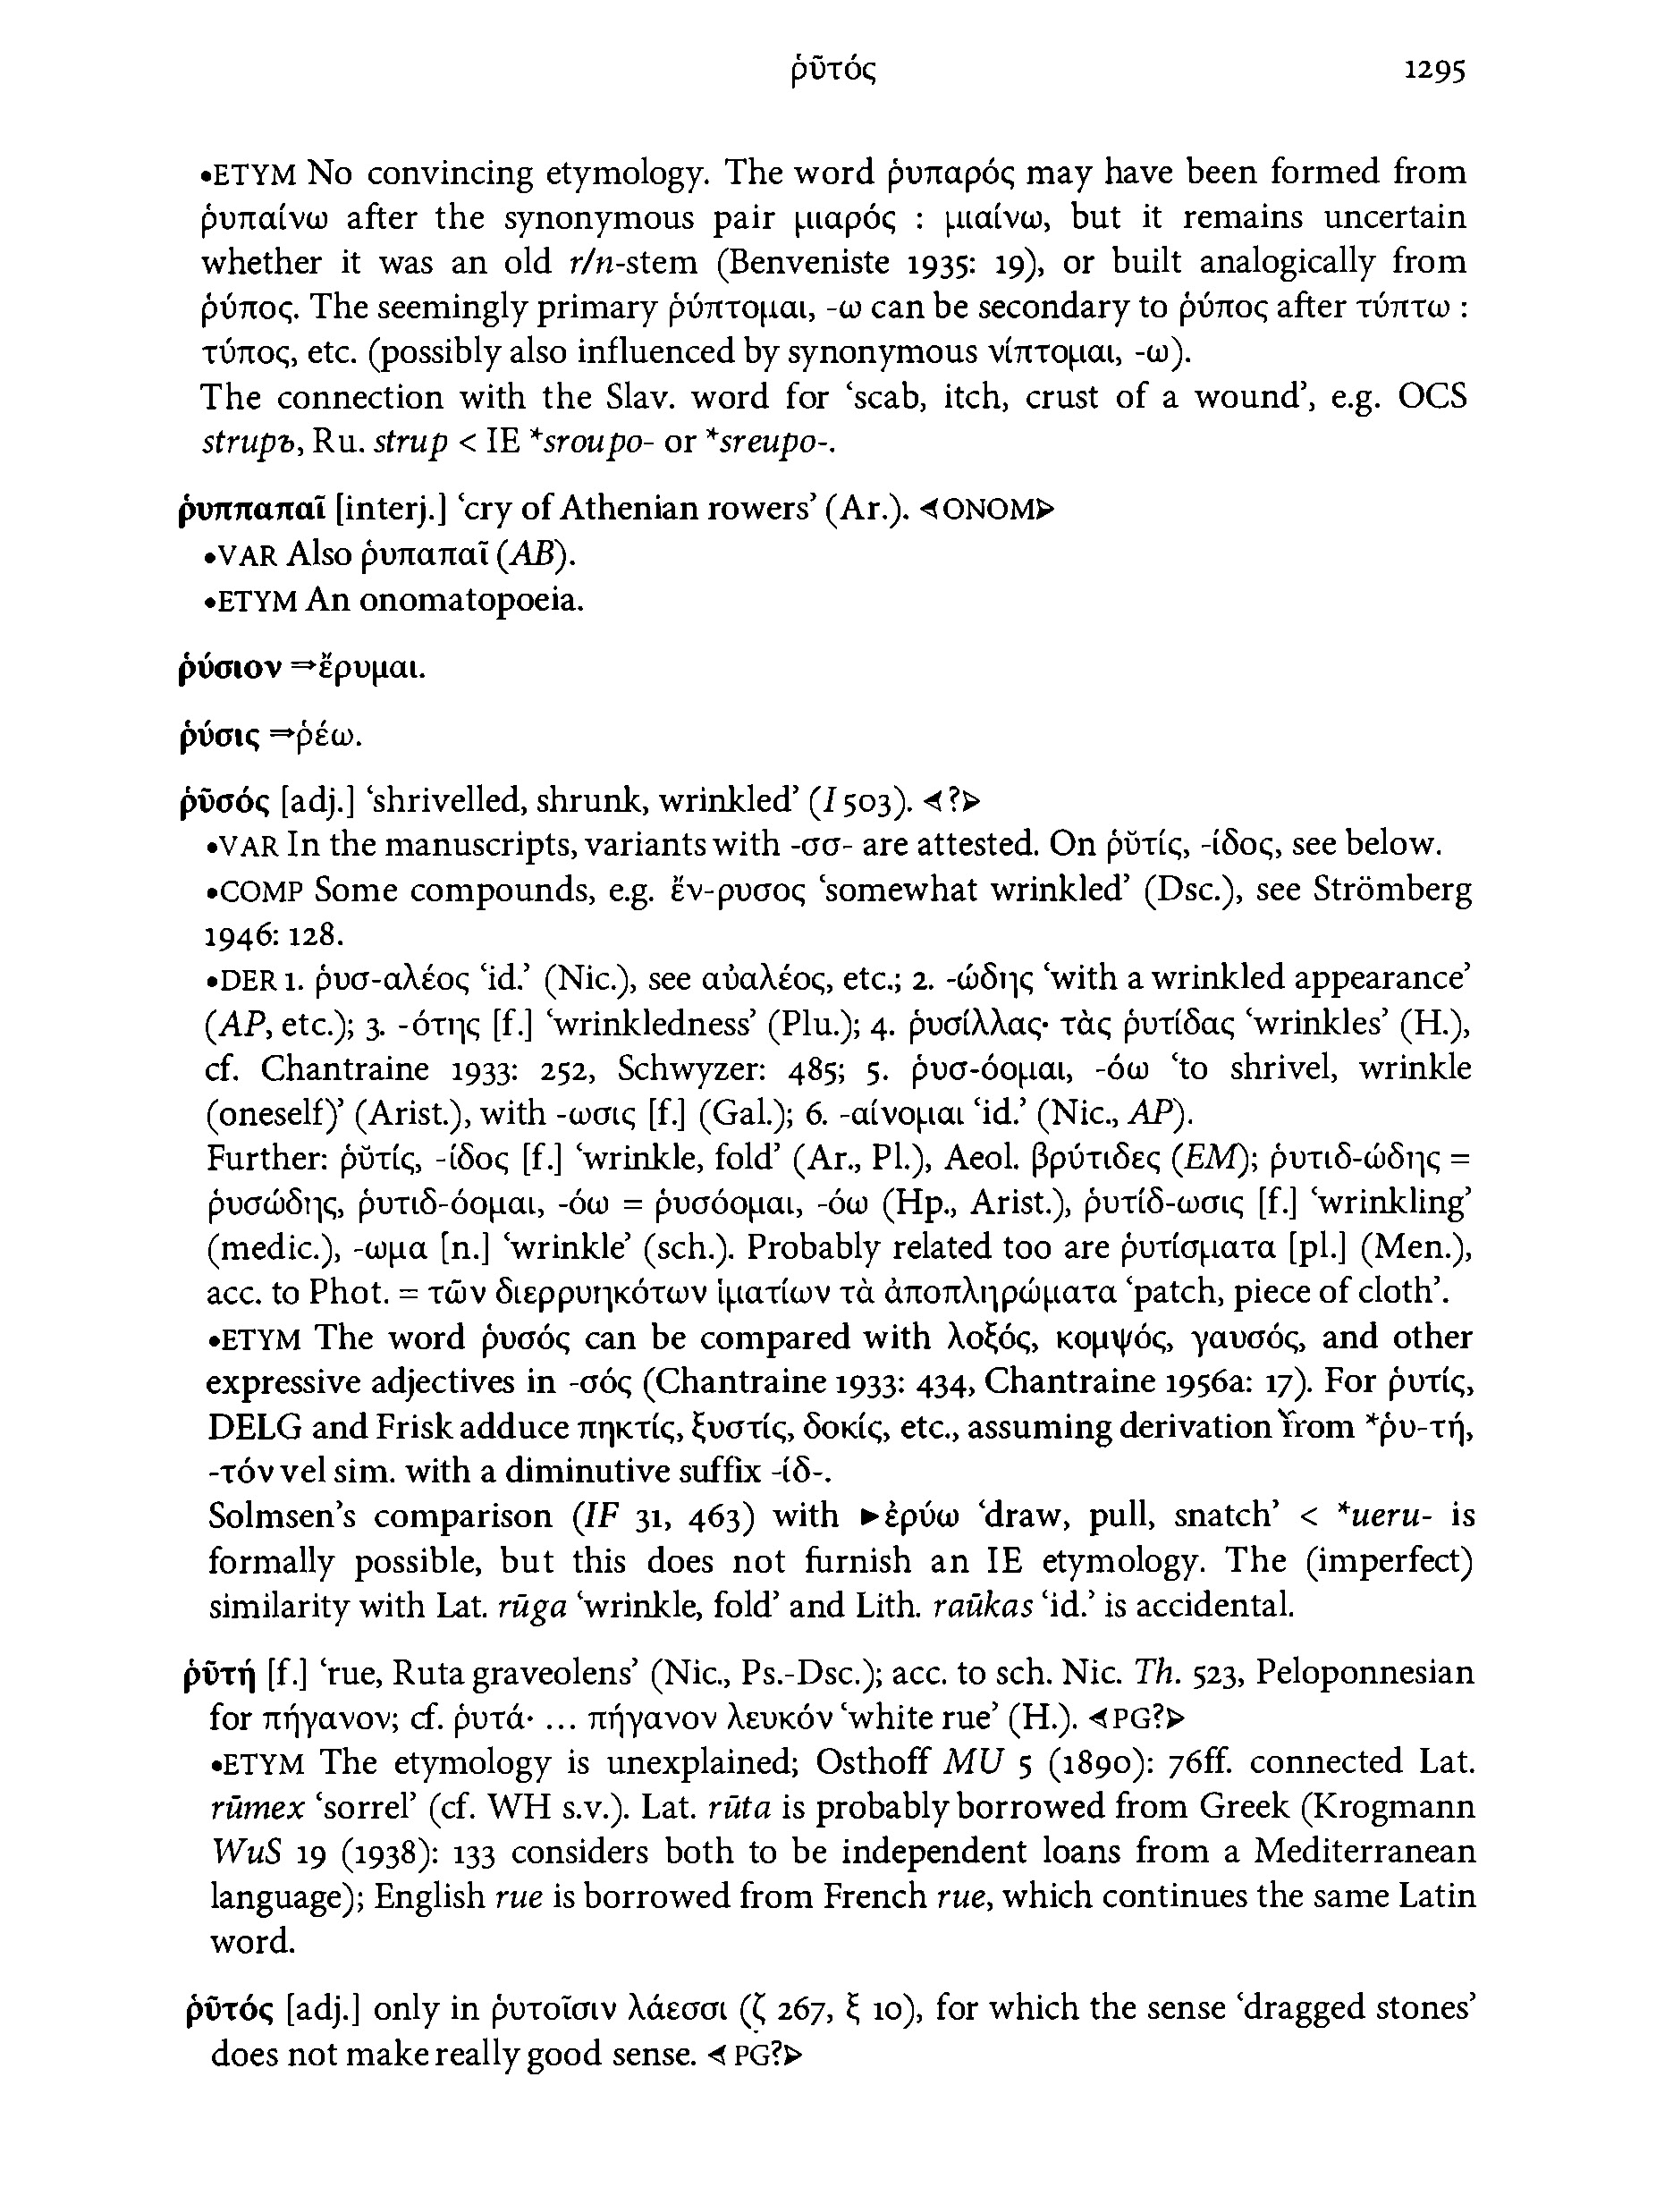 ῥῡτός 1295
•ETYM No convincing etymology. The word ῥυπαρός may have been formed from
ῥυπαίνω after the synonymous pair μιαρός : μιαίνω, but it remains uncertain
whether it was an old r/n-stem (Benveniste 1935: 19), or built analogically from
ῥύπος. The seemingly primary ῥύπτομαι, -ω can be secondary to ῥύπος after τύπτω :
τύπος, etc. (possibly also influenced by synonymous νίπτομαι, -ω).
The connection with the Slav. word for ‘scab, itch, crust of a wound’, e.g. OCS
strupъ, Ru. strup < IE *sroupo- or *sreupo-.
ῥυππαπαῖ [interj.] ‘cry of Athenian rowers’ (Ar.). ⊲ONOM⊳
•VAR Also ῥυπαπαῖ (AB).
•ETYM An onomatopoeia.
ῥύσιον ⇒ἔρυμαι.
ῥύσις ⇒ῥέω.
ῥῡσός [adj.] ‘shrivelled, shrunk, wrinkled’ (I 503). ⊲?⊳
•VAR In the manuscripts, variants with -σσ- are attested. On ῥῠτίς, -ίδος, see below.
•COMP Some compounds, e.g. ἔν-ρυσος ‘somewhat wrinkled’ (Dsc.), see Strömberg
1946: 128.
•DER 1. ῥυσ-αλέος ‘id.’ (Nic.), see αὐαλέος, etc.; 2. -ώδης ‘with a wrinkled appearance’
(AP, etc.); 3. -ότης [f.] ‘wrinkledness’ (Plu.); 4. ῥυσίλλας· τὰς ῥυτίδας ‘wrinkles’ (H.),
cf. Chantraine 1933: 252, Schwyzer: 485; 5. ῥυσ-όομαι, -όω ‘to shrivel, wrinkle
(oneself)’ (Arist.), with -ωσις [f.] (Gal.); 6. -αίνομαι ‘id.’ (Nic., AP).
Further: ῥῠτίς, -ίδος [f.] ‘wrinkle, fold’ (Ar., Pl.), Aeol. βρύτιδες (EM); ῥυτιδ-ώδης =
ῥυσώδης, ῥυτιδ-όομαι, -όω = ῥυσόομαι, -όω (Hp., Arist.), ῥυτίδ-ωσις [f.] ‘wrinkling’
(medic.), -ωμα [n.] ‘wrinkle’ (sch.). Probably related too are ῥυτίσματα [pl.] (Men.),
acc. to Phot. = τῶν διερρυηκότων ἱματίων τὰ ἀποπληρώματα ‘patch, piece of cloth’.
•ETYM The word ῥυσός can be compared with λοξός, κομψός, γαυσός, and other
expressive adjectives in -σός (Chantraine 1933: 434, Chantraine 1956a: 17). For ῥυτίς,
DELG and Frisk adduce πηκτίς, ξυστίς, δοκίς, etc., assuming derivation from *ῥυ-τή,
-τόν vel sim. with a diminutive suffix -ίδ-.
Solmsen’s comparison (IF 31, 463) with ►ἐρύω ‘draw, pull, snatch’ < *ueru- is
formally possible, but this does not furnish an IE etymology. The (imperfect)
similarity with Lat. rūga ‘wrinkle, fold’ and Lith. raūkas ‘id.’ is accidental.
ῥῡτή [f.] ‘rue, Ruta graveolens’ (Nic., Ps.-Dsc.); acc. to sch. Nic. Th. 523, Peloponnesian
for πήγανον; cf. ῥυτά· ... πήγανον λευκόν ‘white rue’ (H.). ⊲PG?⊳
•ETYM The etymology is unexplained; Osthoff MU 5 (1890): 76ff. connected Lat.
rūmex ‘sorrel’ (cf. WH s.v.). Lat. rūta is probably borrowed from Greek (Krogmann
WuS 19 (1938): 133 considers both to be independent loans from a Mediterranean
language); English rue is borrowed from French rue, which continues the same Latin
word.
ῥῡτός [adj.] only in ῥυτοῖσιν λάεσσι (ζ 267, ξ 10), for which the sense ‘dragged stones’
does not make really good sense. ⊲PG?⊳